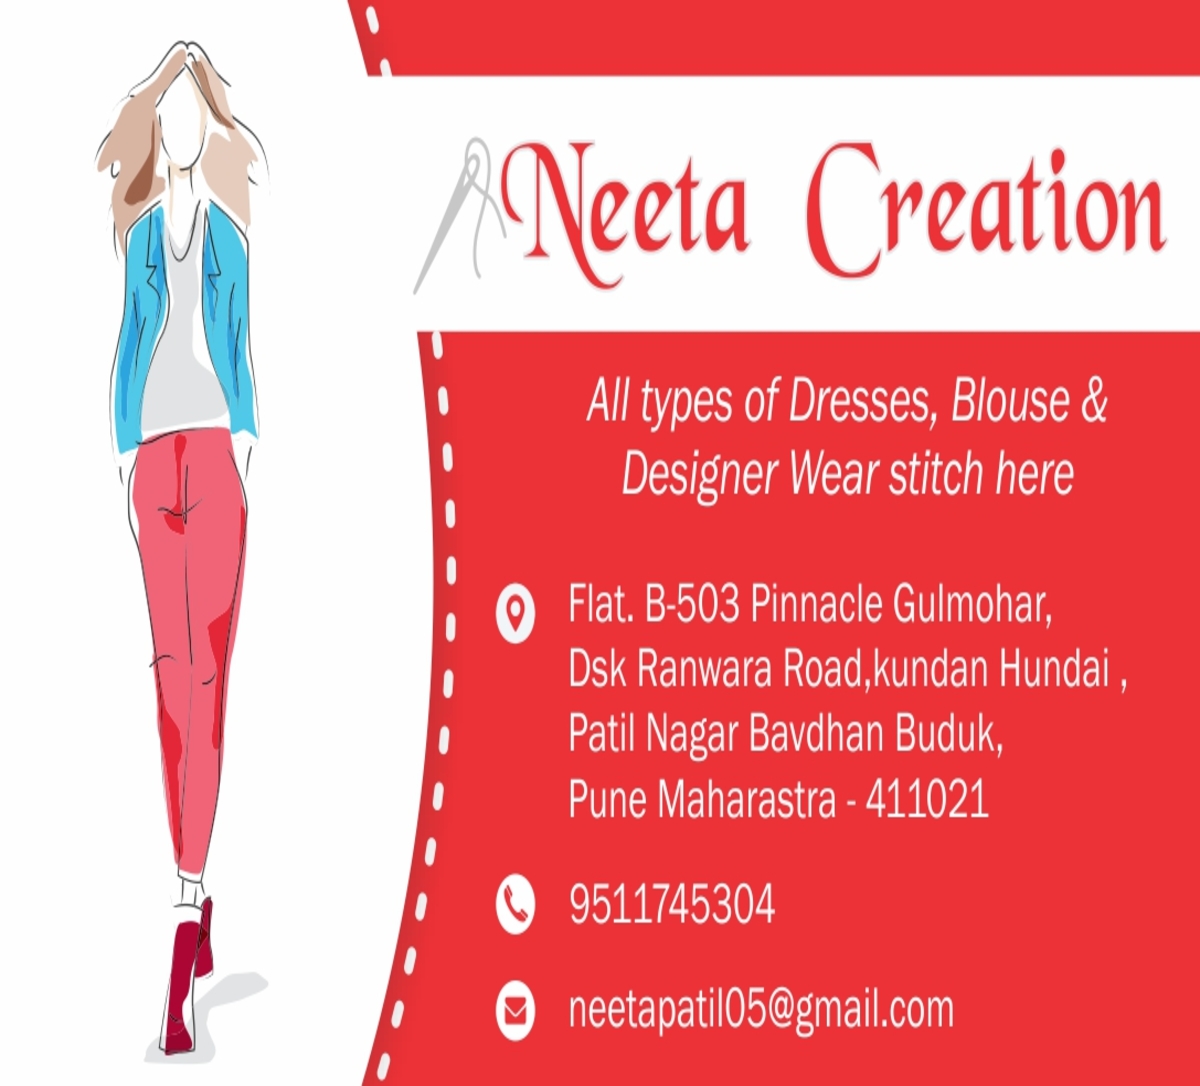 Neeta Creation
All types of Dresses, Blouse &
Designer Wear stitch here
Flat. B-503 Pinnacle Gulmohar,
Dsk Ranwara Road,kundan Hundai ,
Patil Nagar Bavdhan Buduk,
Pune Maharastra - 411021
9511745304
neetapatil05@gmail.com